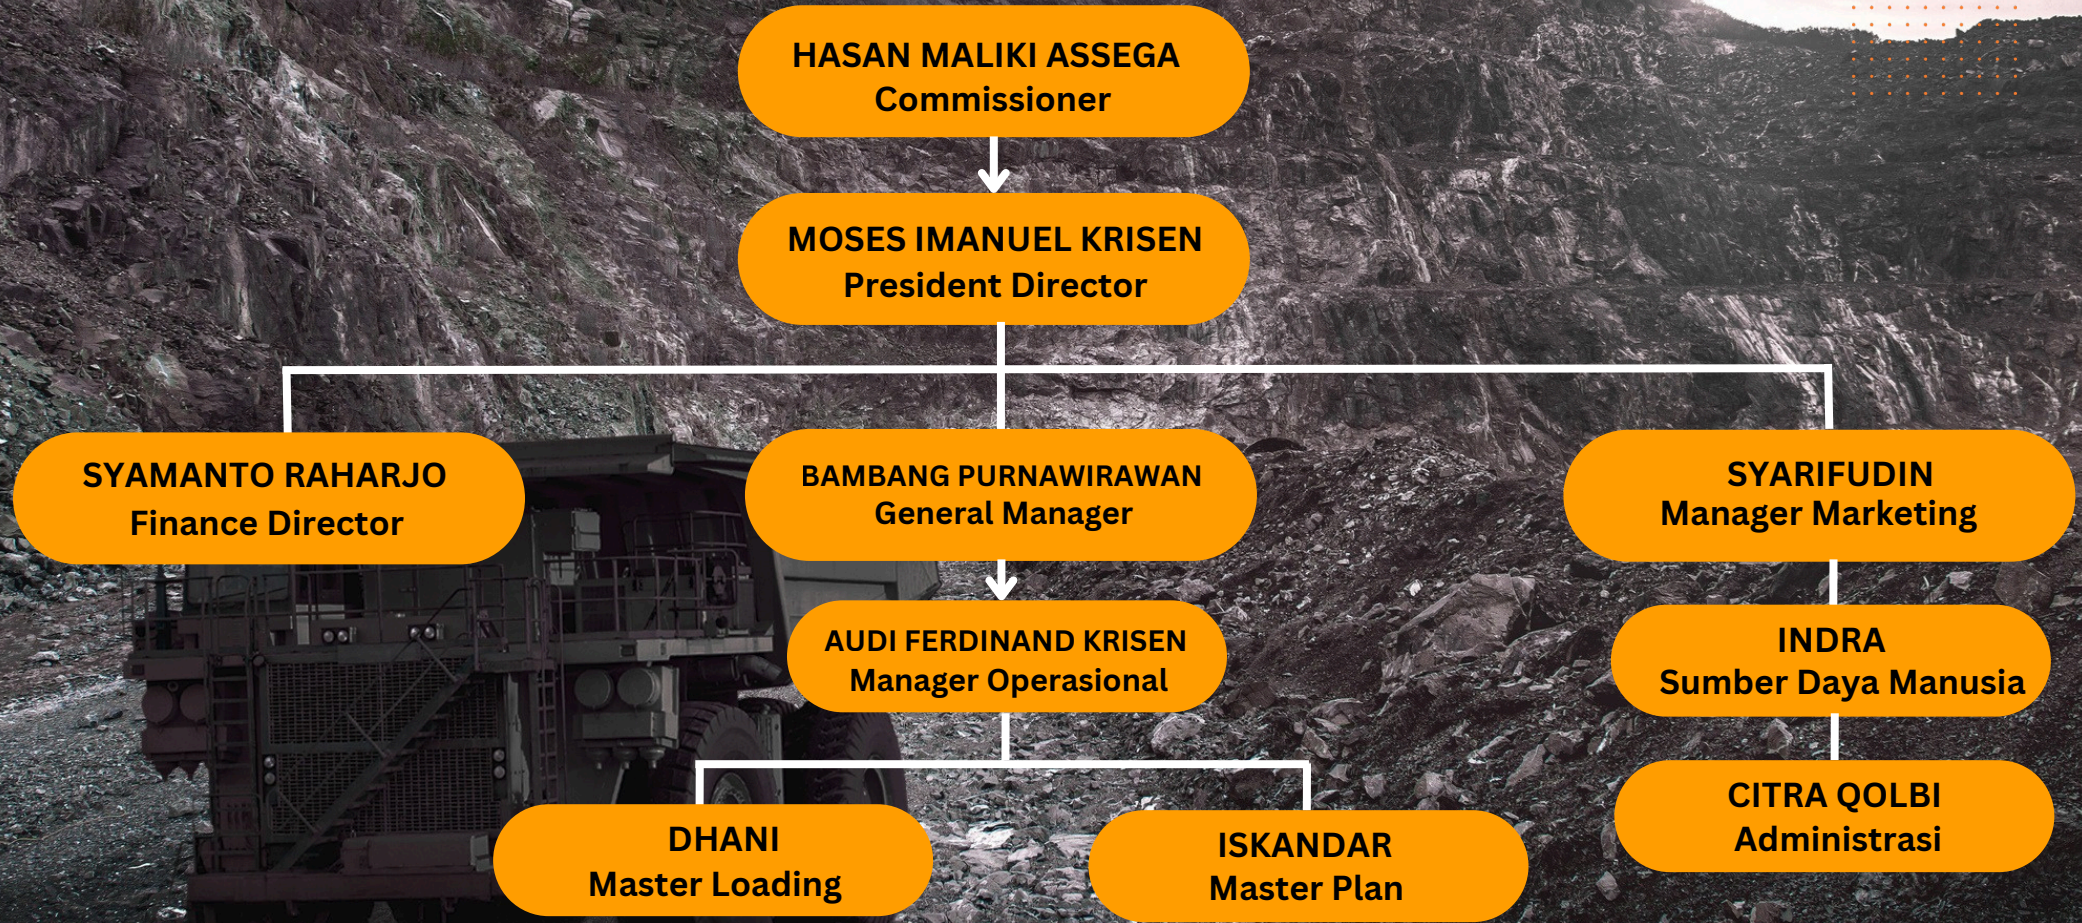 HASAN MALIKI ASSEGA
Commissioner
MOSES IMANUEL KRISEN
President Director
SYAMANTO RAHARJO
Finance Director
BAMBANG PURNAWIRAWAN
General Manager
SYARIFUDIN
Manager Marketing
AUDI FERDINAND KRISEN
Manager Operasional
INDRA
Sumber Daya Manusia
CITRA QOLBI
Administrasi
DHANI
Master Loading
ISKANDAR
Master Plan